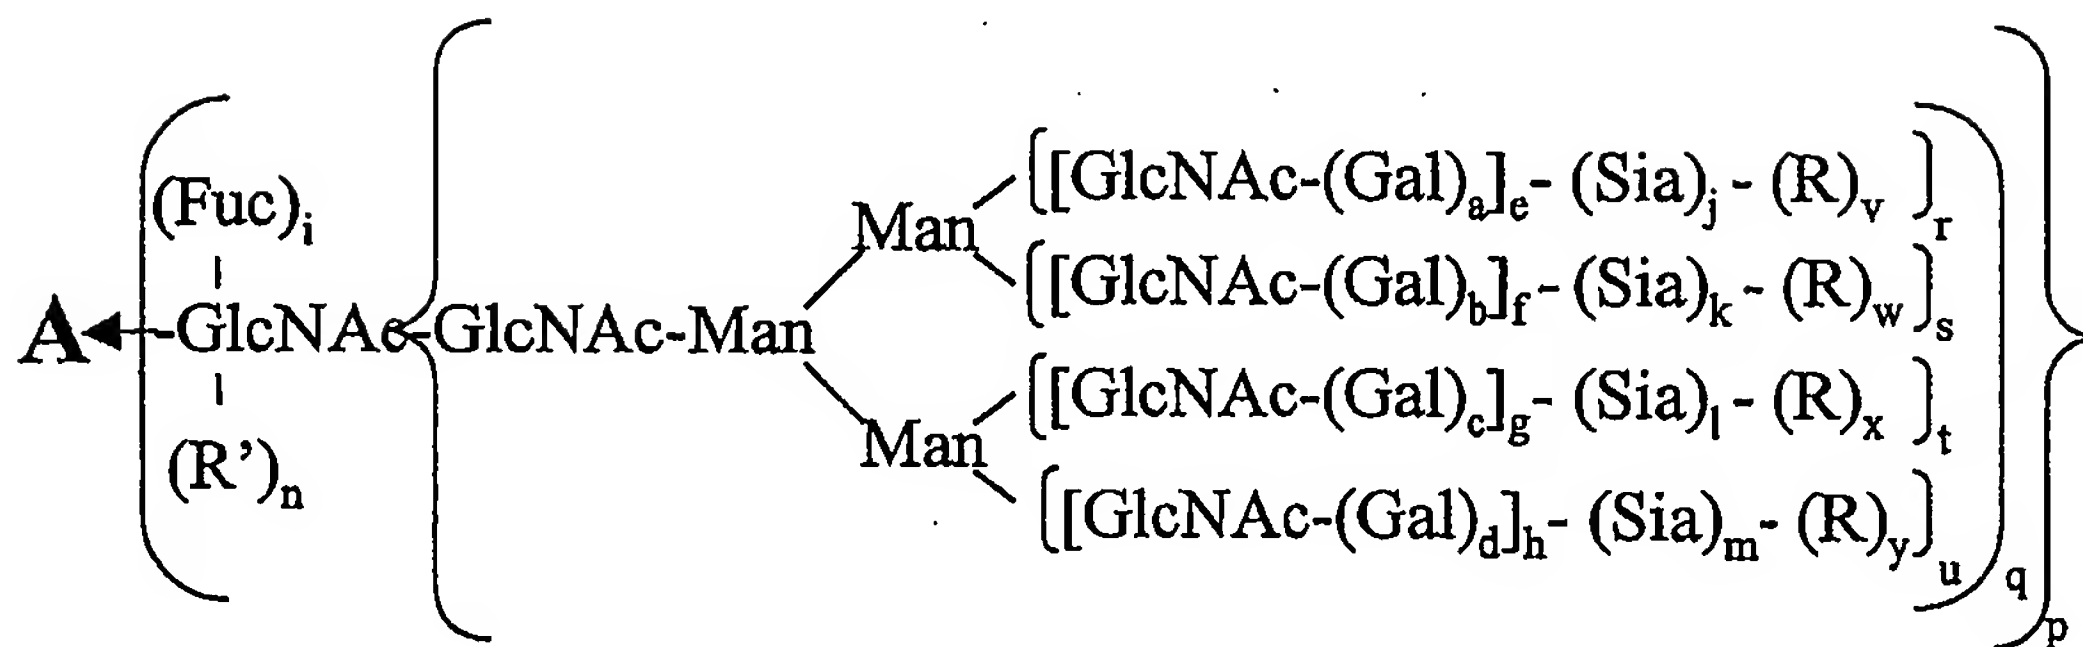 [GlcNAc-(Gal)a]e- (Sia)j - (R)v r
(Fuc)i
Man
[GlcNAc-(Gal)b]f- (Sia)k - (R)w s
A -GlcNAc-GlcNAc-Man
[GlcNAc-(Gal)c]g- (Sia)l - (R)x t
Man
(R’)n
[GlcNAc-(Gal)d]h- (Sia)m- (R)y u q
p